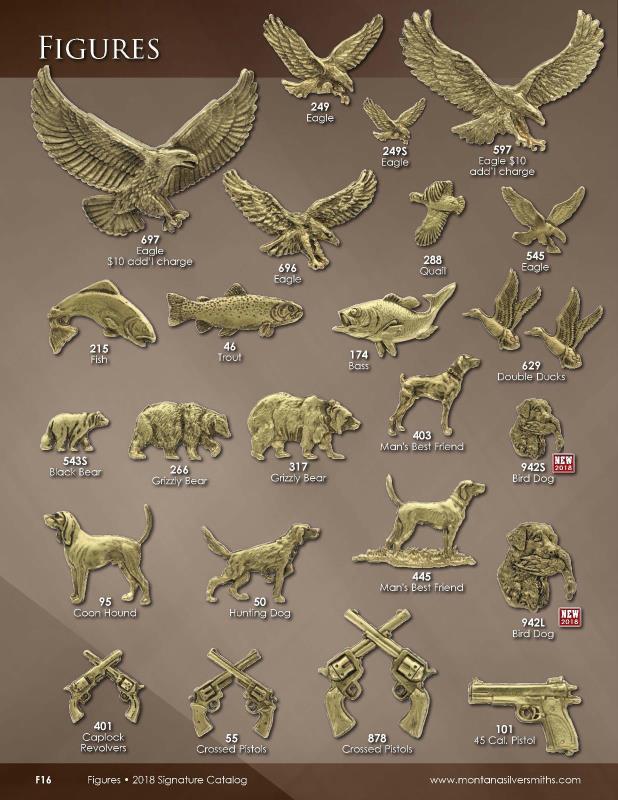 FIGURES
249
Eagle
249S
Eagle
597
Eagle $10
add'l charge
697
Eagle
$10 add'l charge
696
Eagle
288
Quail
545
Eagle
215
Fish
46
Trout
174
Bass
629
Double Ducks
543S
Black Bear
266
Grizzly Bear
317
Grizzly Bear
403
Man's Best Friend
942S
Bird Dog
NEW
2018
95
Coon Hound
50
Hunting Dog
445
Man's Best Friend
942L
Bird Dog
NEW
2018
401
Caplock
Revolvers
55
Crossed Pistols
878
Crossed Pistols
101
45 Cal. Pistol
F16
Figures • 2018 Signature Catalog
www.montanasilversmiths.com